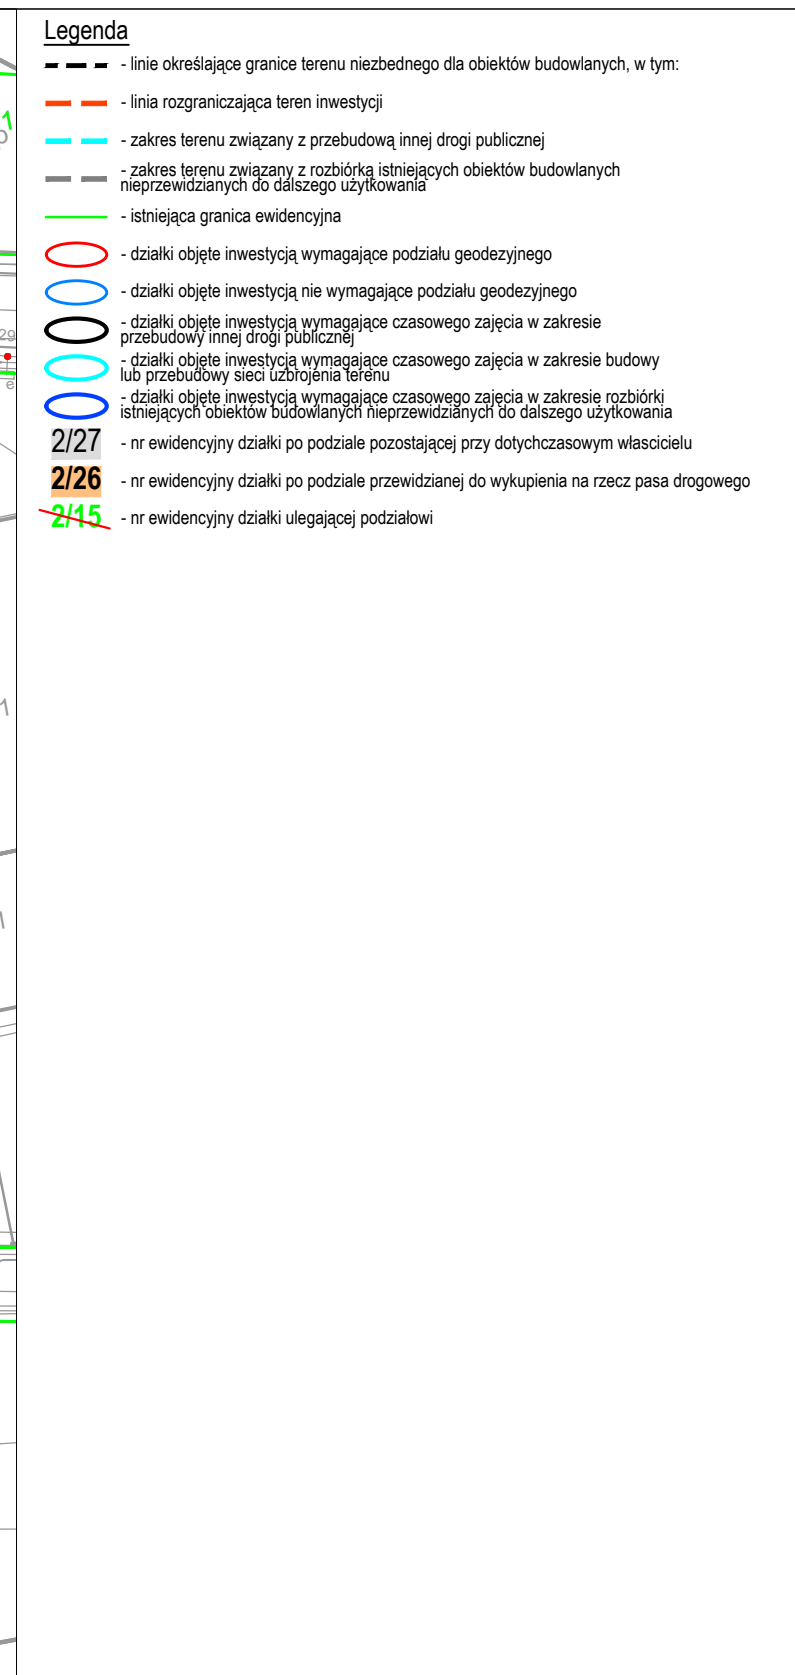 Legenda
- linie określające granice terenu niezbednego dla obiektów budowlanych, w tym:
- linia rozgraniczająca teren inwestycji
- zakres terenu związany z przebudową innej drogi publicznej
- zakres terenu związany z rozbiórką istniejących obiektów budowlanych
nieprzewidzianych do dalszego użytkowania
- istniejąca granica ewidencyjna
- działki objęte inwestycją wymagające podziału geodezyjnego
- działki objęte inwestycją nie wymagające podziału geodezyjnego
- działki objęte inwestycją wymagające czasowego zajęcia w zakresie
przebudowy innej drogi publicznej
- działki objęte inwestycją wymagające czasowego zajęcia w zakresie budowy
lub przebudowy sieci uzbrojenia terenu
- działki objęte inwestycją wymagające czasowego zajęcia w zakresie rozbiórki
istniejących obiektów budowlanych nieprzewidzianych do dalszego użytkowania
2/27 - nr ewidencyjny działki po podziale pozostającej przy dotychczasowym włascicielu
2/26 - nr ewidencyjny działki po podziale przewidzianej do wykupienia na rzecz pasa drogowego
2/15 - nr ewidencyjny działki ulegającej podziałowi
1
29
e
1